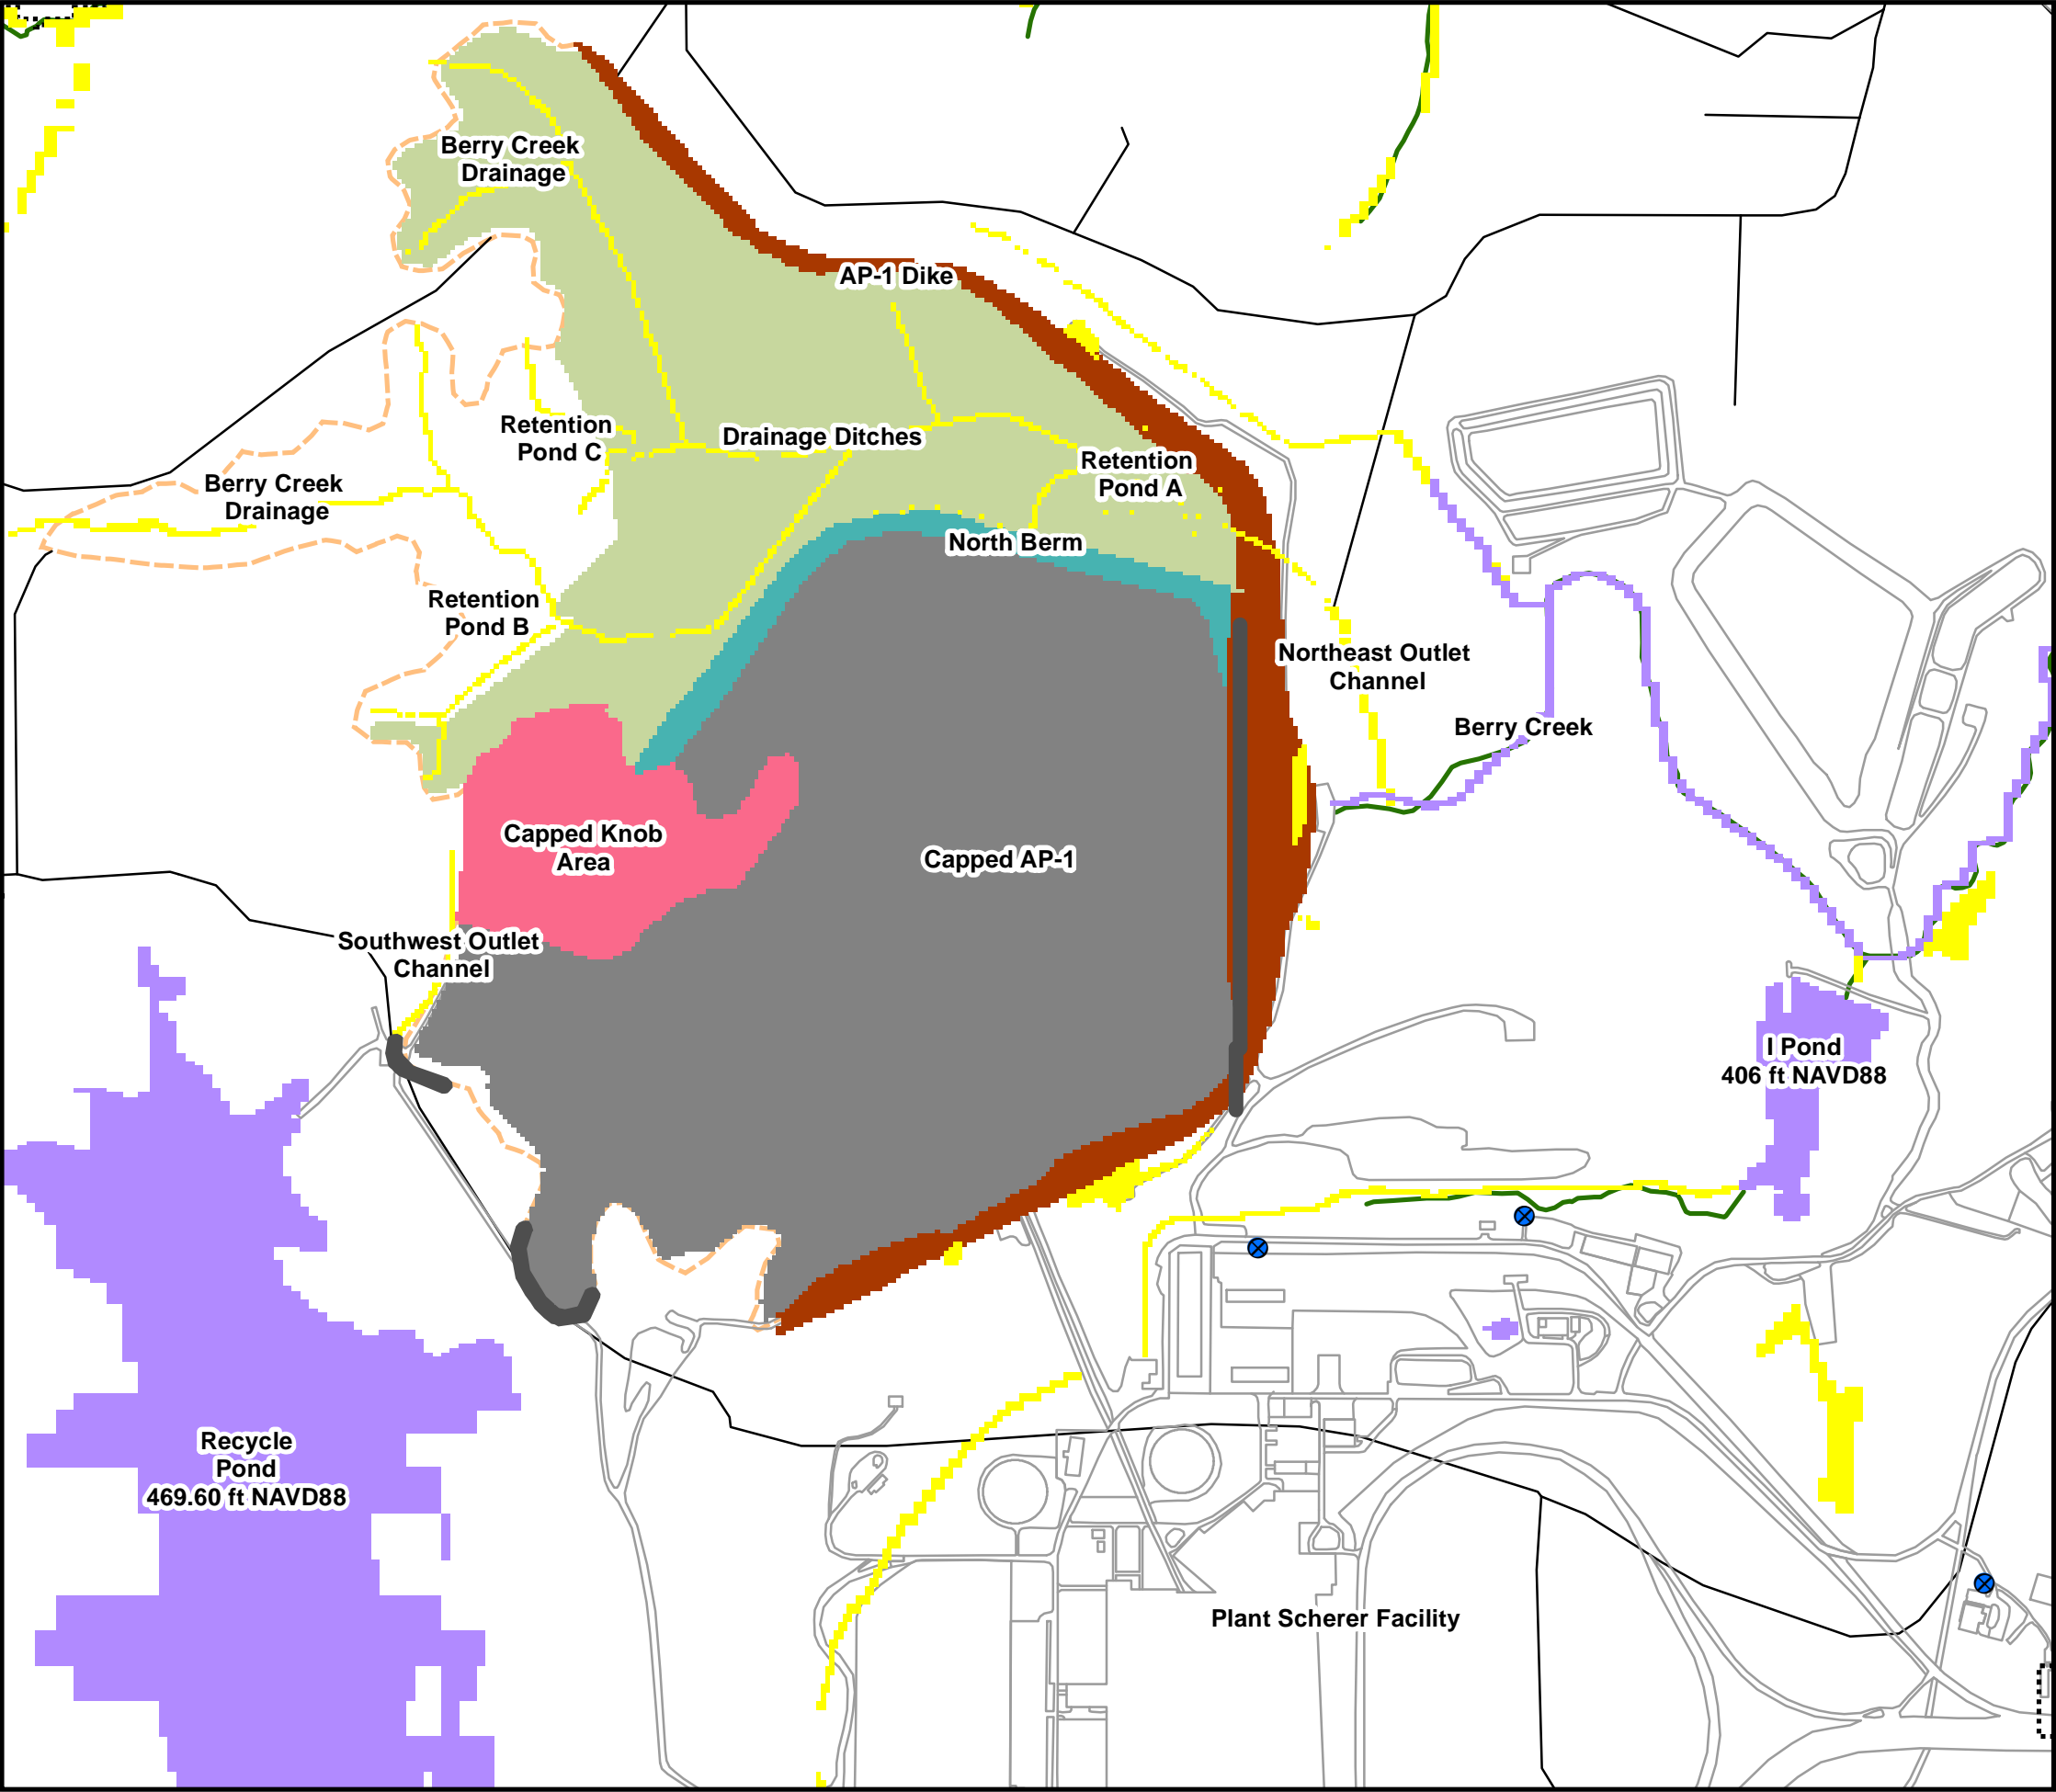 Berry Creek
Drainage
AP-1 Dike
Retention
Pond C
Drainage Ditches
Retention
Pond A
Berry Creek
Drainage
North Berm
Retention
Pond B
Northeast Outlet
Channel
Berry Creek
Capped Knob
Area
Capped AP-1
Southwest Outlet
Channel
I Pond
406 ft NAVD88
Recycle
Pond
469.60 ft NAVD88
Plant Scherer Facility